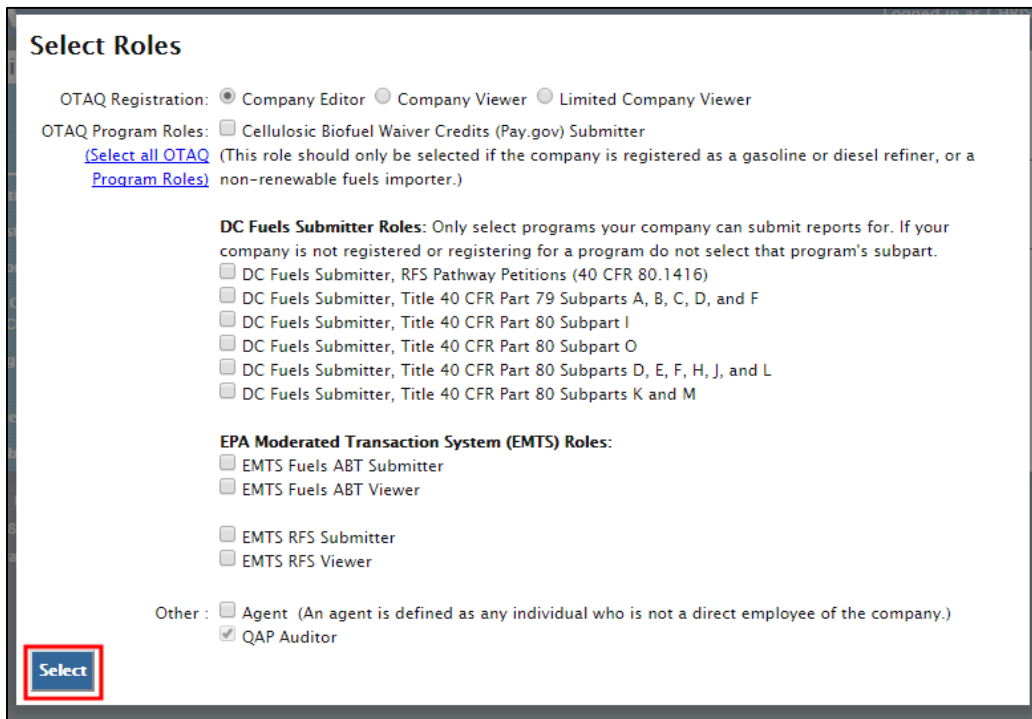 Logged in as CHRIS
Select Roles
OTAQ Registration: Company Editor Company Viewer Limited Company Viewer
OTAQ Program Roles: Cellulosic Biofuel Waiver Credits (Pay.gov) Submitter
(Select all OTAQ (This role should only be selected if the company is registered as a gasoline or diesel refiner, or a
Program Roles) non-renewable fuels importer.)
DC Fuels Submitter Roles: Only select programs your company can submit reports for. If your
company is not registered or registering for a program do not select that program's subpart.
DC Fuels Submitter, RFS Pathway Petitions (40 CFR 80.1416)
DC Fuels Submitter, Title 40 CFR Part 79 Subparts A, B, C, D, and F
DC Fuels Submitter, Title 40 CFR Part 80 Subpart I
DC Fuels Submitter, Title 40 CFR Part 80 Subpart O
DC Fuels Submitter, Title 40 CFR Part 80 Subparts D, E, F, H, J, and L
DC Fuels Submitter, Title 40 CFR Part 80 Subparts K and M
EPA Moderated Transaction System (EMTS) Roles:
EMTS Fuels ABT Submitter
EMTS Fuels ABT Viewer
EMTS RFS Submitter
EMTS RFS Viewer
Other : Agent (An agent is defined as any individual who is not a direct employee of the company.)
QAP Auditor
Select